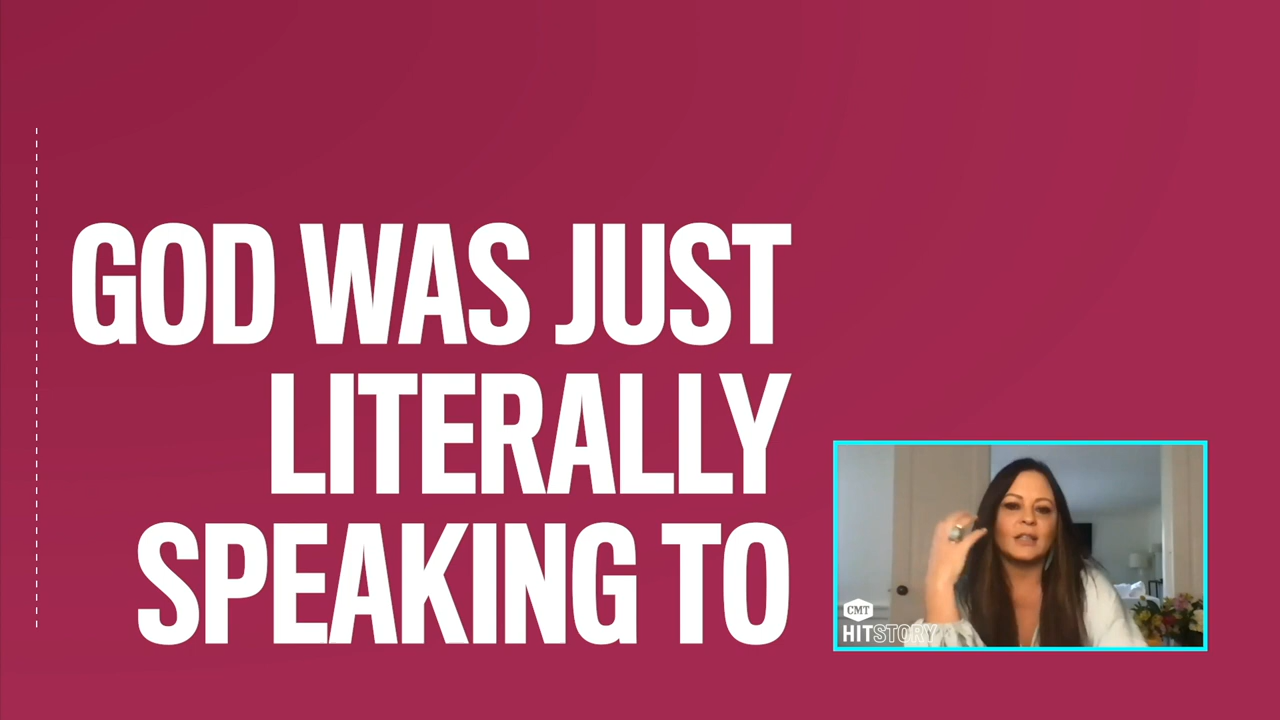 GOD WAS JUST
LITERALLY
SPEAKING TO
CMT
HITSTORY